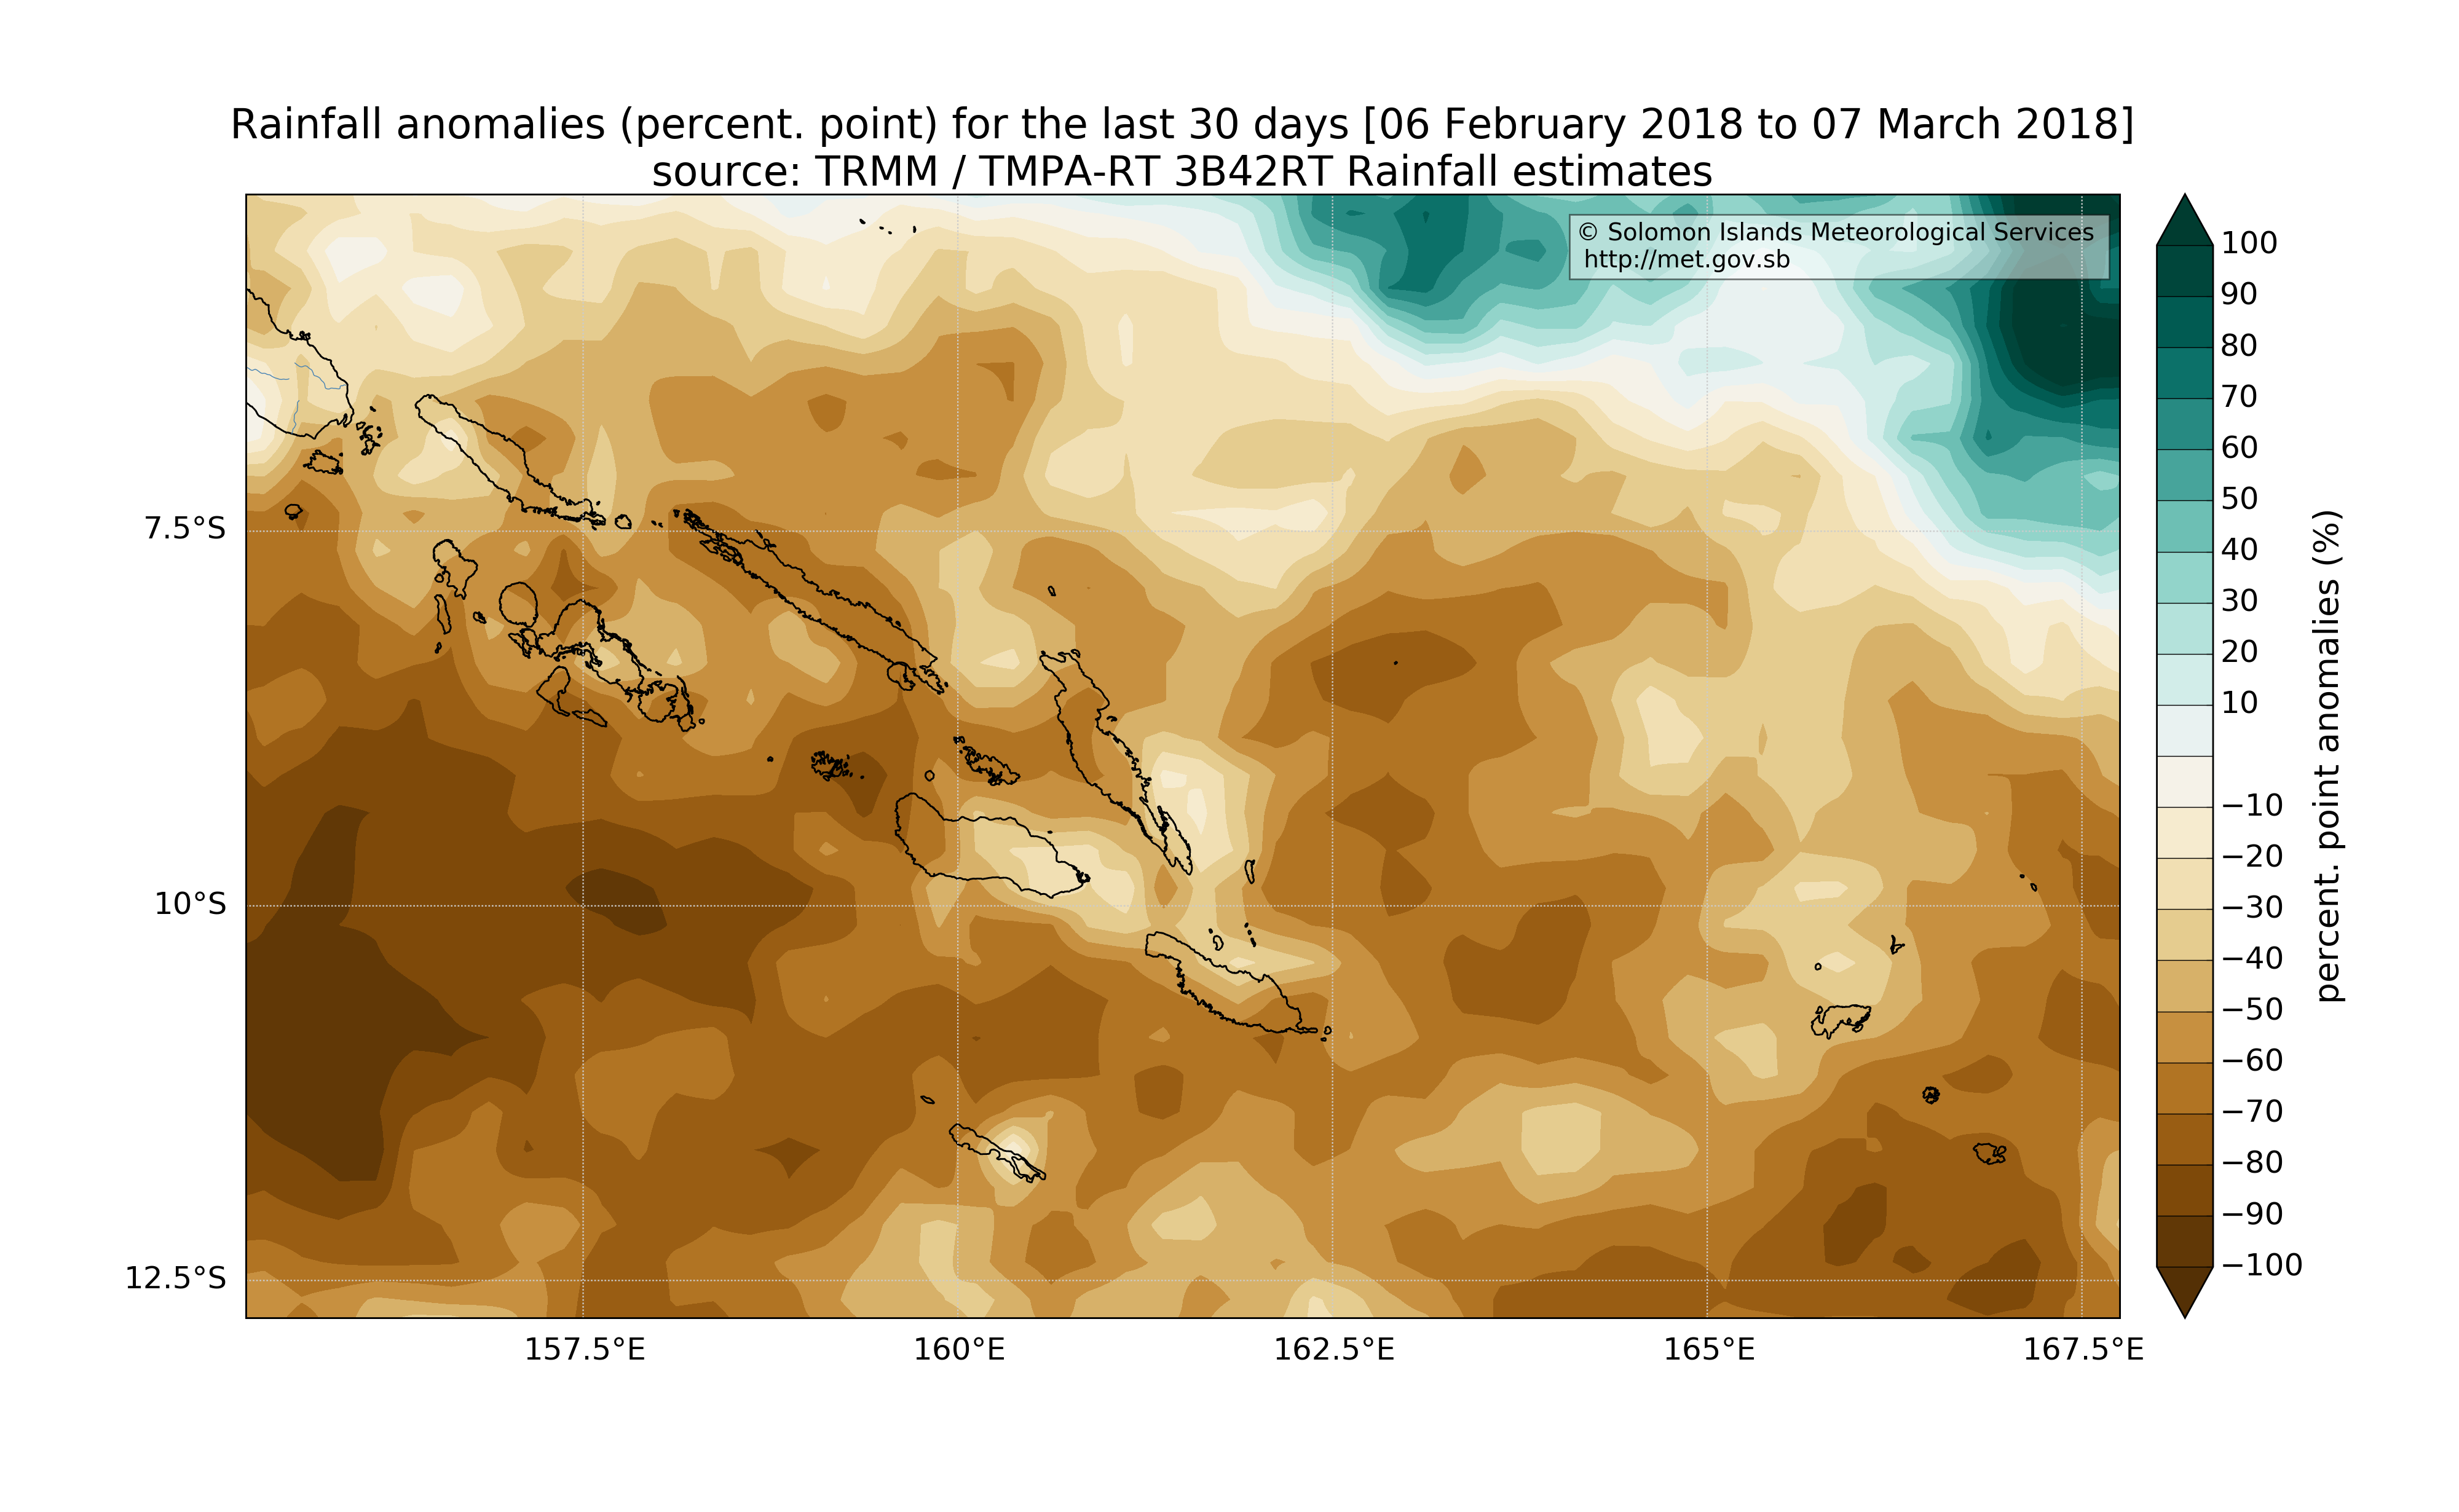 Rainfall anomalies (percent. point) for the last 30 days [06 February 2018 to 07 March 2018]
source: TRMM / TMPA-RT 3B42RT Rainfall estimates
© Solomon Islands Meteorological Services
http://met.gov.sb
7.5°S
10°S
12.5°S
157.5°E
160°E
162.5°E
165°E
167.5°E
100
90
80
70
60
50
40
30
20
10
−10
−20
−30
−40
−50
−60
−70
−80
−90
−100
percent. point anomalies (%)